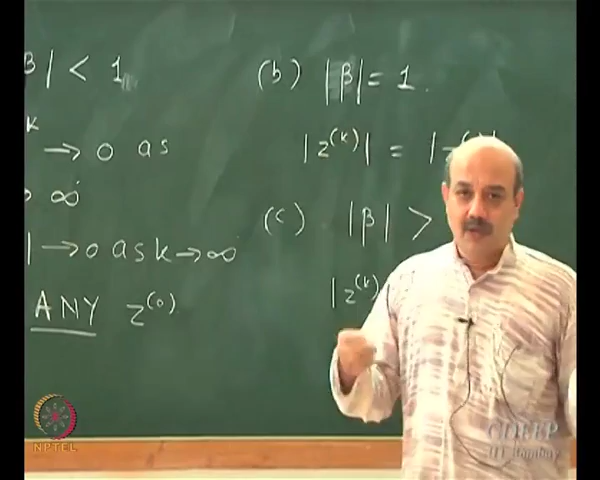 β| < 1
k
→ 0 as
→ ∞
| → 0 as k → ∞
ANY z^(0)
(b) |β| = 1.
|z^(k)| = |
(c) |β| >
|z^(k)
NPTEL
CDEEP
IIT Bombay